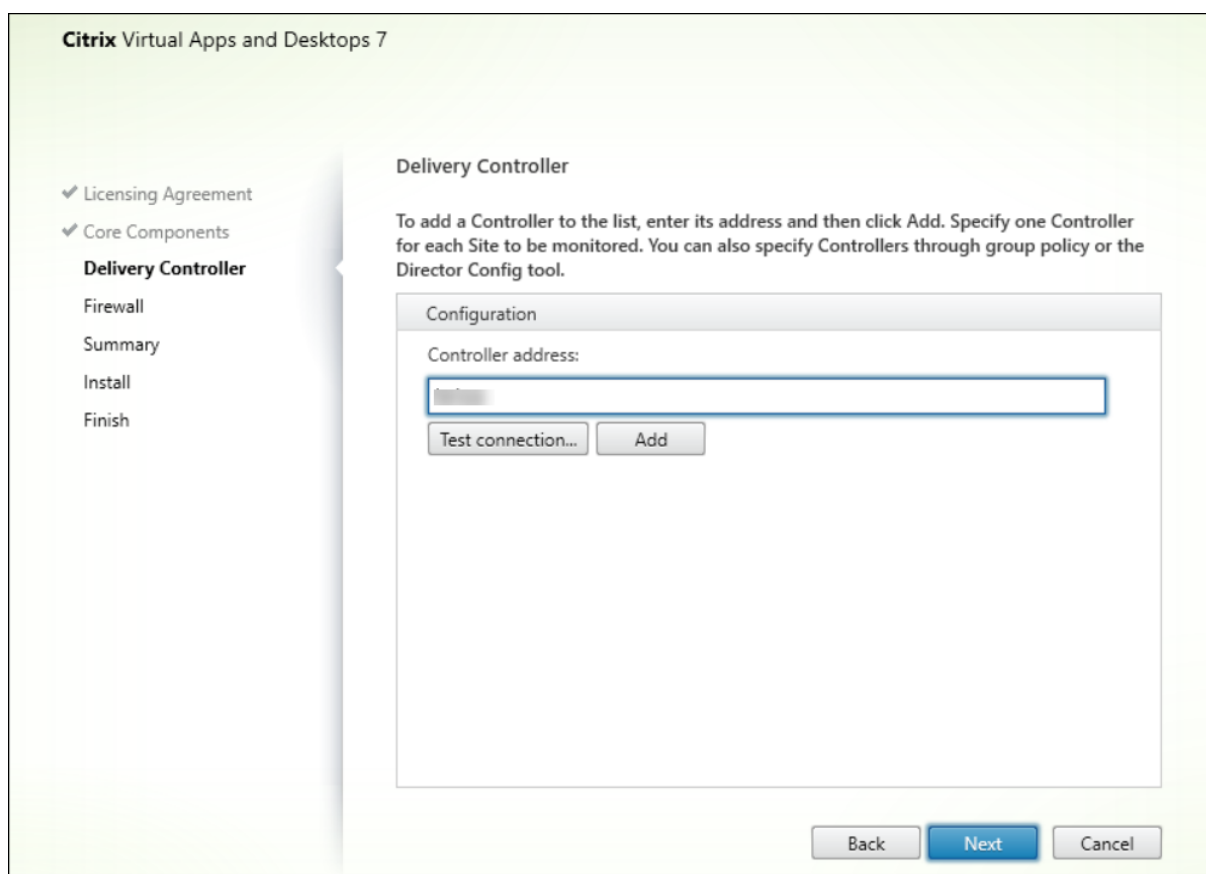 Citrix Virtual Apps and Desktops 7
Licensing Agreement
Core Components
Delivery Controller
Firewall
Summary
Install
Finish
Delivery Controller
To add a Controller to the list, enter its address and then click Add. Specify one Controller
for each Site to be monitored. You can also specify Controllers through group policy or the
Director Config tool.
Configuration
Controller address:
Test connection...
Add
Back
Next
Cancel